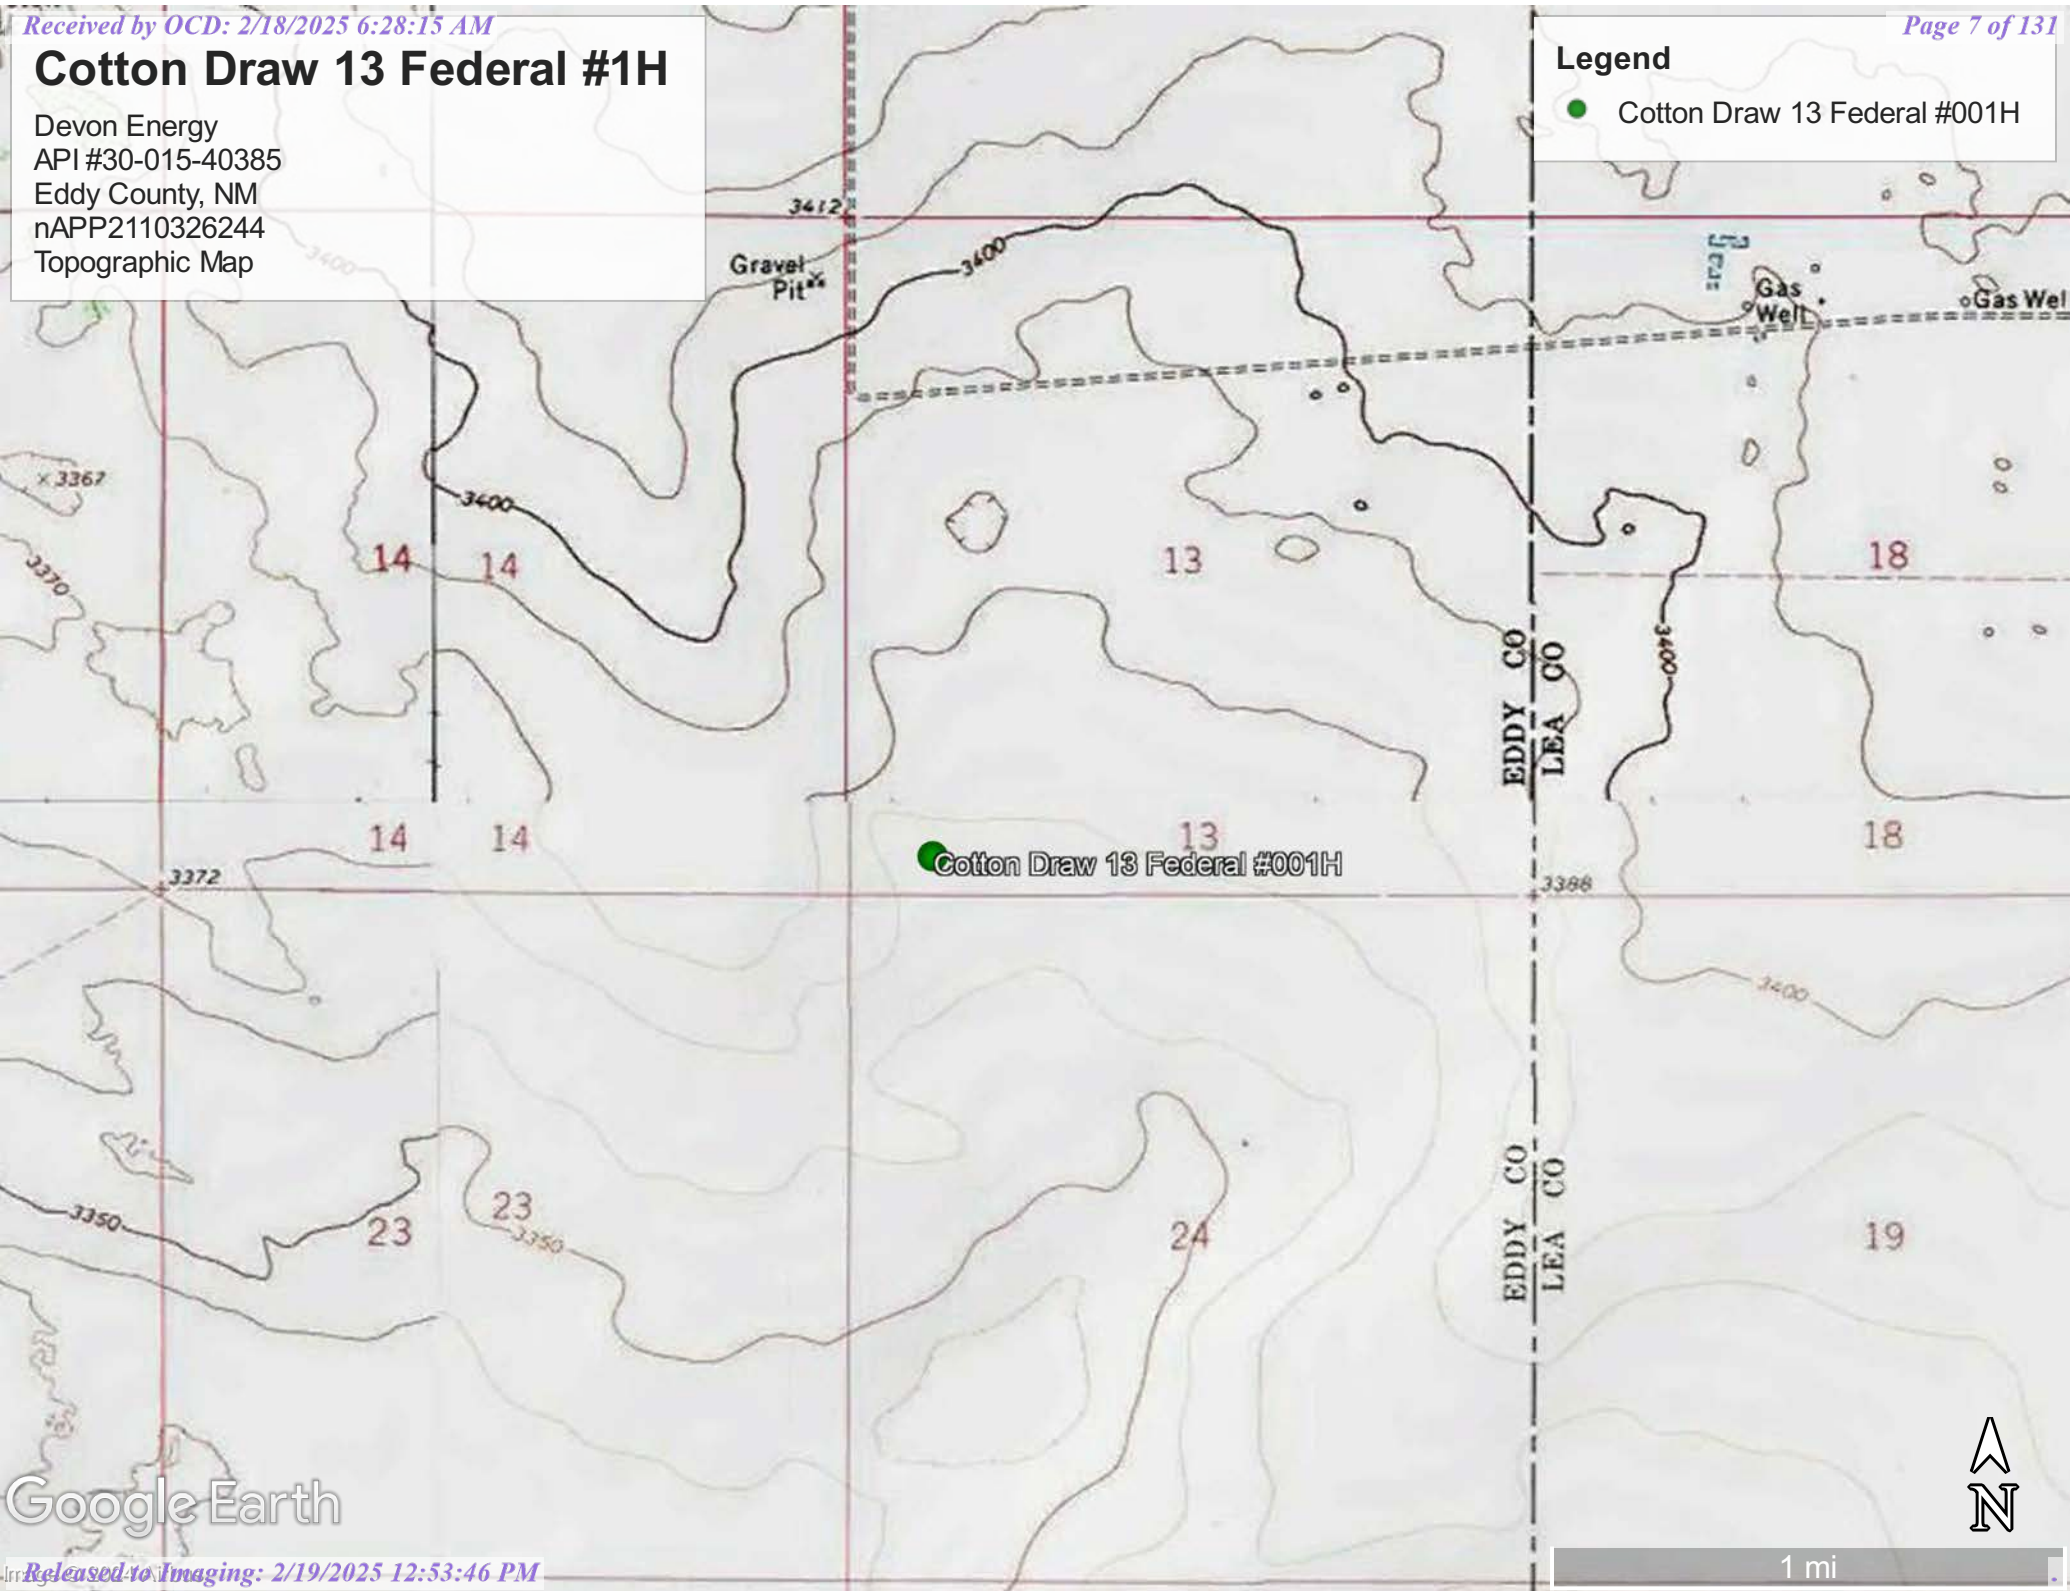 Received by OCD: 2/18/2025 6:28:15 AM
Page 7 of 131
Cotton Draw 13 Federal #1H
Devon Energy
API #30-015-40385
Eddy County, NM
nAPP2110326244
Topographic Map
Legend
Cotton Draw 13 Federal #001H
3412
3400
3400
Gravel
Pit
Gas
Well
Gas Wel
3367
3400
3370
14
14
13
18
3400
EDDY CO
LEA CO
14
14
13
18
Cotton Draw 13 Federal #001H
3372
3388
3400
EDDY CO
LEA CO
3350
23
23
3350
24
19
Google Earth
N
1 mi
Released to Imaging: 2/19/2025 12:53:46 PM